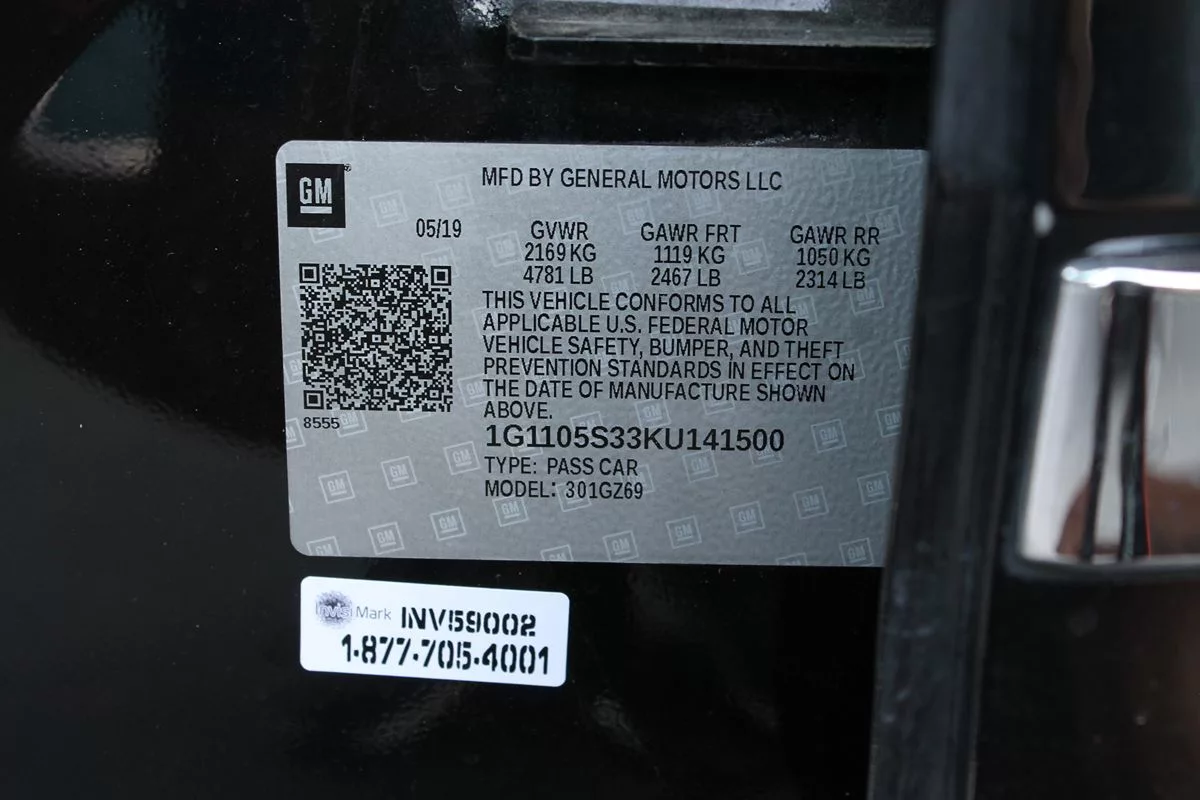 GM
MFD BY GENERAL MOTORS LLC
05/19
GVWR GAWR FRT GAWR RR
2169 KG 1119 KG 1050 KG
4781 LB 2467 LB 2314 LB
THIS VEHICLE CONFORMS TO ALL
APPLICABLE U.S. FEDERAL MOTOR
VEHICLE SAFETY, BUMPER, AND THEFT
PREVENTION STANDARDS IN EFFECT ON
THE DATE OF MANUFACTURE SHOWN
ABOVE.
8555
1G1105S33KU141500
TYPE: PASS CAR
MODEL: 301GZ69
InvisiMark INV59002
1-877-705-4001